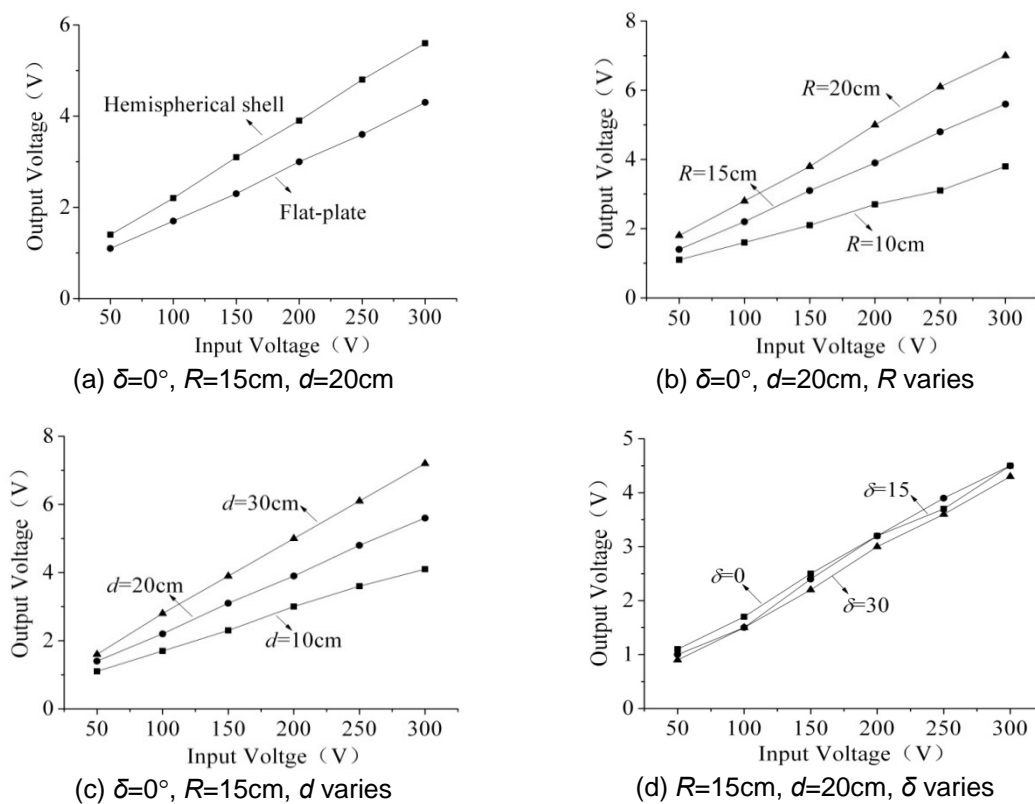 6
4
2
0
Output Voltage（V）
Hemispherical shell
Flat-plate
50 100 150 200 250 300
Input Voltage（V）
(a) δ=0°, R=15cm, d=20cm
8
6
4
2
0
Output Voltage（V）
R=20cm
R=15cm
R=10cm
50 100 150 200 250 300
Input Voltage（V）
(b) δ=0°, d=20cm, R varies
8
6
4
2
0
Output Voltage（V）
d=30cm
d=20cm
d=10cm
50 100 150 200 250 300
Input Voltge（V）
(c) δ=0°, R=15cm, d varies
5
4
3
2
1
0
Output Voltage（V）
δ=15
δ=0
δ=30
50 100 150 200 250 300
Input Voltage（V）
(d) R=15cm, d=20cm, δ varies